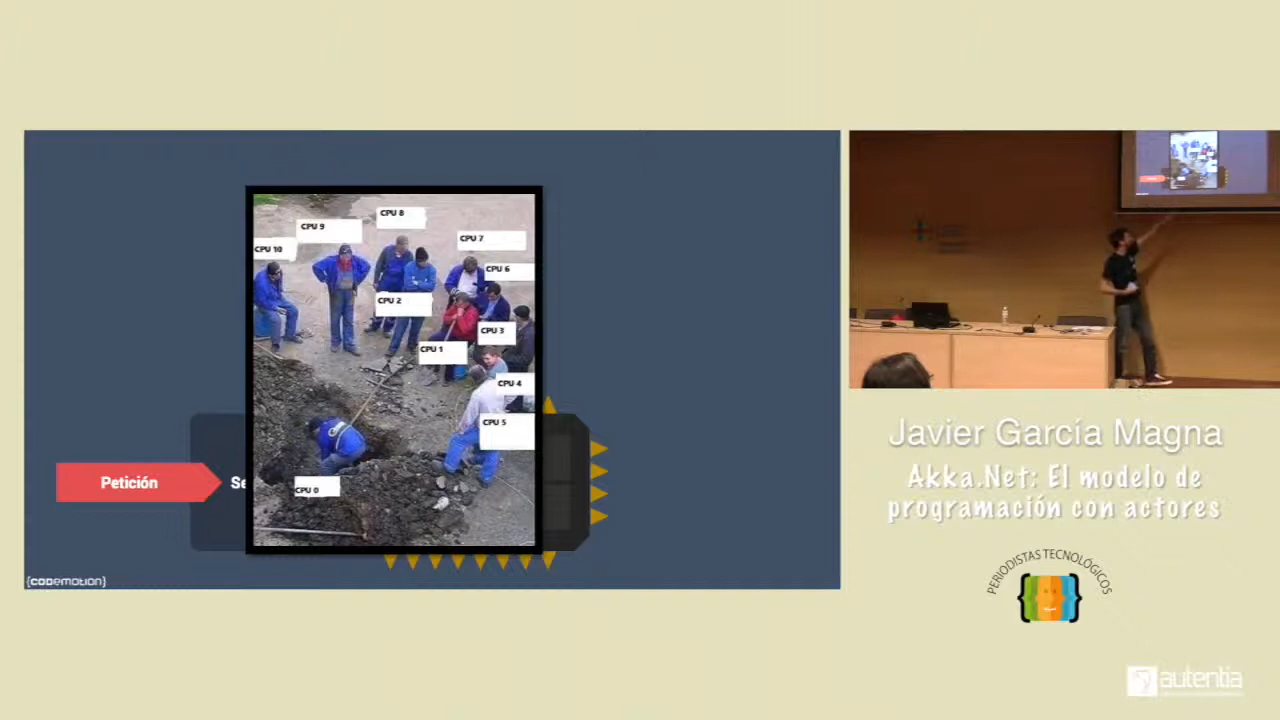 CPU 8
CPU 9
CPU 7
CPU 10
CPU 6
CPU 2
CPU 3
CPU 1
CPU 4
CPU 5
Petición
Se
CPU 0
{CODEMOTION}
Javier García Magna
Akka.Net: El modelo de
programación con actores
PERIODISTAS TECNOLÓGICOS
autentia